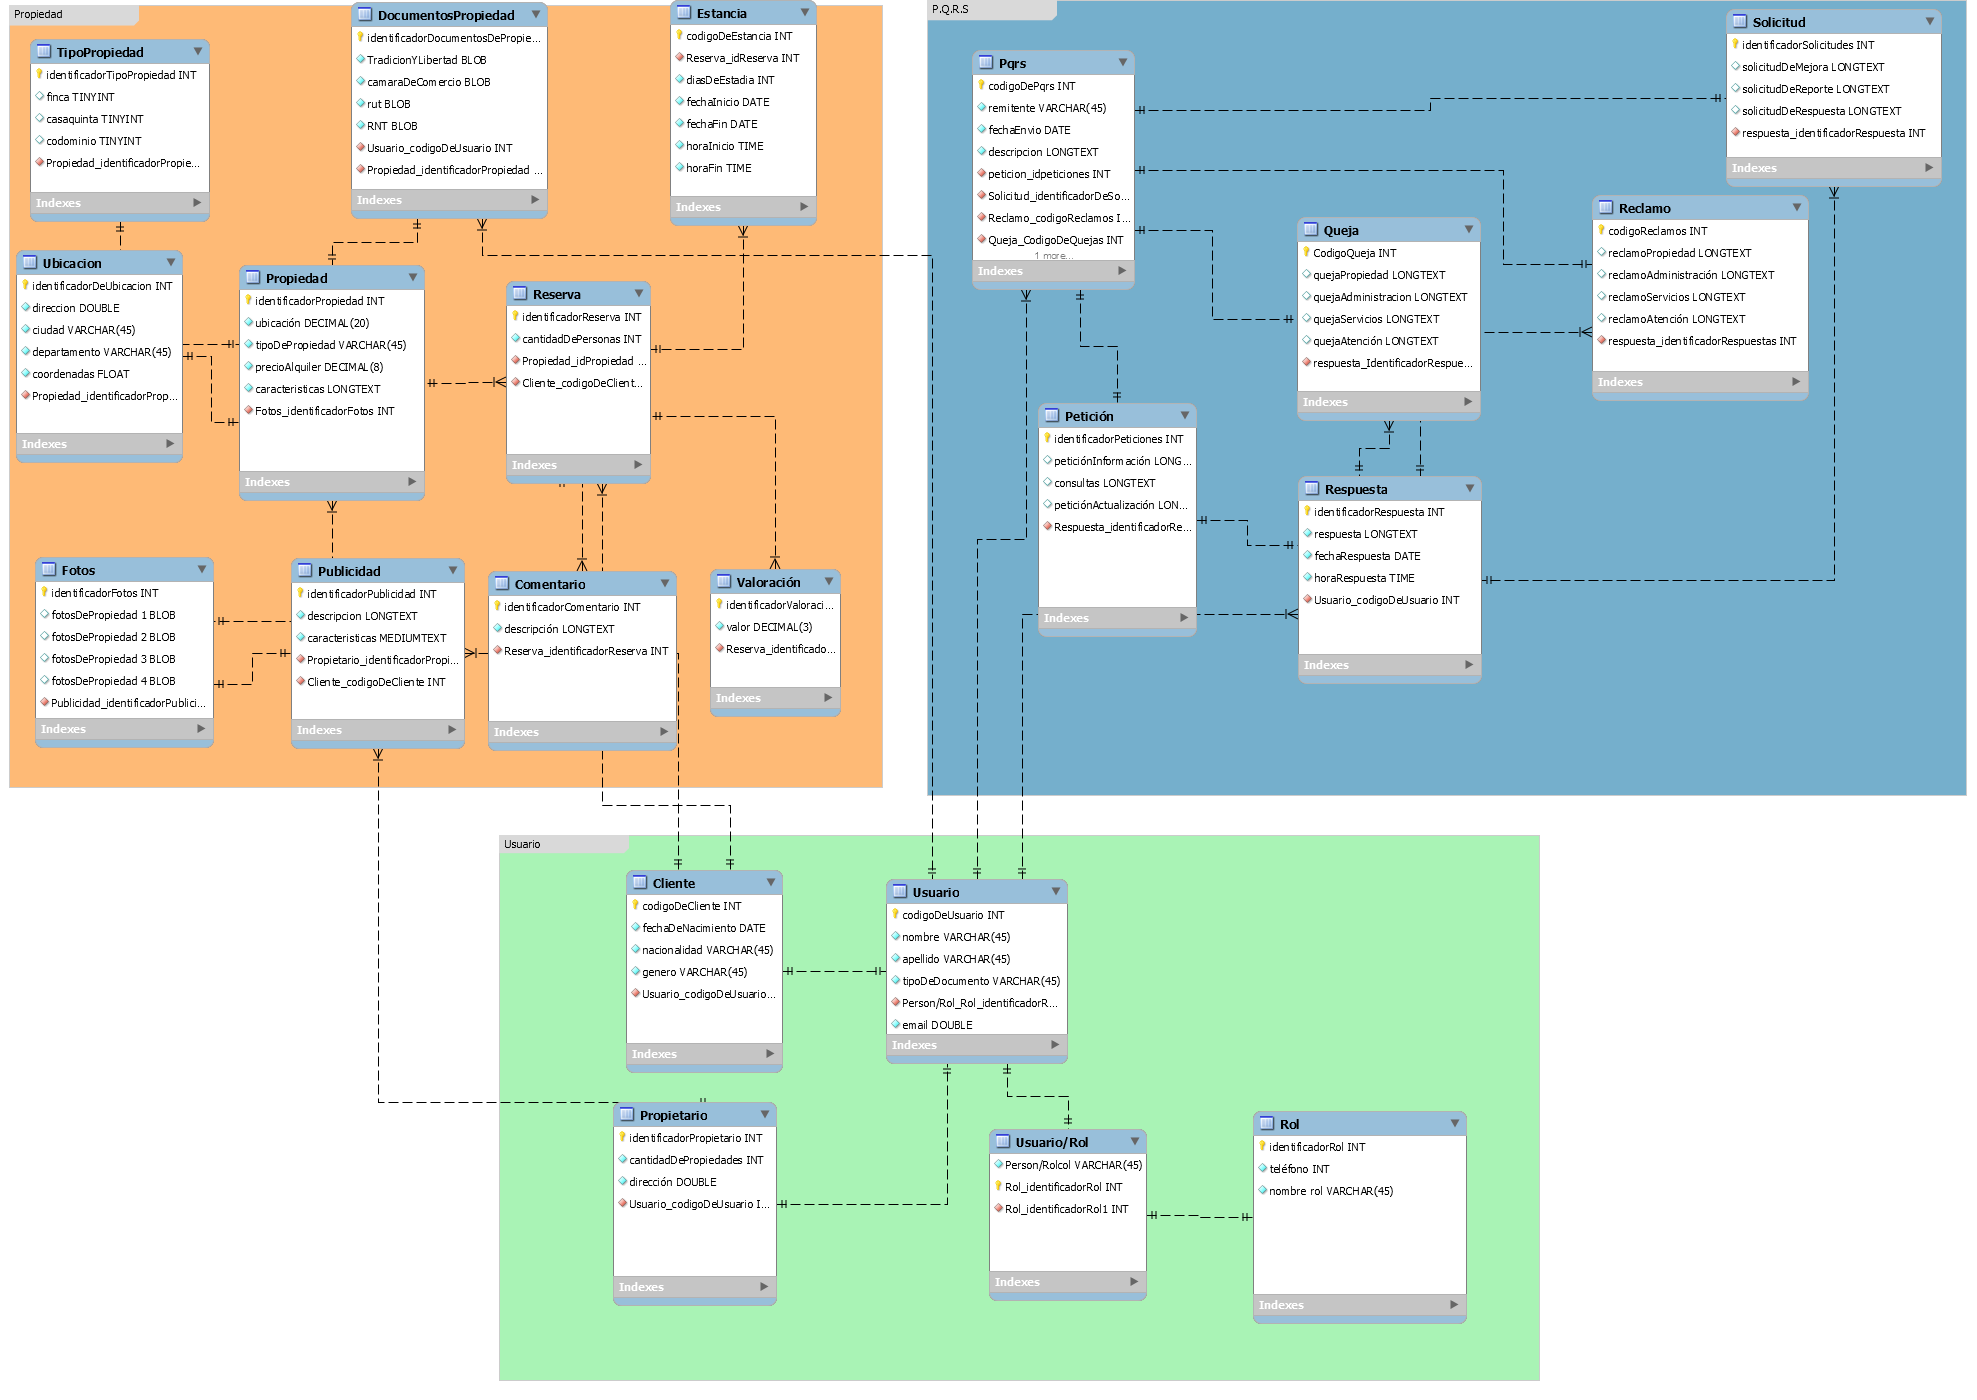 Propiedad
TipoPropiedad
identificadorTipoPropiedad INT
finca TINYINT
casaquinta TINYINT
codominio TINYINT
Propiedad_identificadorPropie...
Indexes
DocumentosPropiedad
identificadorDocumentosDePropie...
TradicionYLibertad BLOB
camaraDeComercio BLOB
rut BLOB
RNT BLOB
Usuario_codigoDeUsuario INT
Propiedad_identificadorPropiedad ...
Indexes
Estancia
codigoDeEstancia INT
Reserva_idReserva INT
diasDeEstadia INT
fechaInicio DATE
fechaFin DATE
horaInicio TIME
horaFin TIME
Indexes
Ubicacion
identificadorDeUbicacion INT
direccion DOUBLE
ciudad VARCHAR(45)
departamento VARCHAR(45)
coordenadas FLOAT
Propiedad_identificadorProp...
Indexes
Propiedad
identificadorPropiedad INT
ubicación DECIMAL(20)
tipoDePropiedad VARCHAR(45)
precioAlquiler DECIMAL(8)
caracteristicas LONGTEXT
Fotos_identificadorFotos INT
Indexes
Reserva
identificadorReserva INT
cantidadDePersonas INT
Propiedad_idPropiedad ...
Cliente_codigoDeClient...
Indexes
Fotos
identificadorFotos INT
fotosDePropiedad 1 BLOB
fotosDePropiedad 2 BLOB
fotosDePropiedad 3 BLOB
fotosDePropiedad 4 BLOB
Publicidad_identificadorPublici...
Indexes
Publicidad
identificadorPublicidad INT
descripcion LONGTEXT
caracteristicas MEDIUMTEXT
Propietario_identificadorPropi...
Cliente_codigoDeCliente INT
Indexes
Comentario
identificadorComentario INT
descripción LONGTEXT
Reserva_identificadorReserva INT
Indexes
Valoración
identificadorValoraci...
valor DECIMAL(3)
Reserva_identificado...
Indexes
P.Q.R.S
Pqrs
codigoDePqrs INT
remitente VARCHAR(45)
fechaEnvio DATE
descripcion LONGTEXT
peticion_idpeticiones INT
Solicitud_identificadorDeSo...
Reclamo_codigoReclamos I...
Queja_CodigoDeQuejas INT
1 more...
Indexes
Solicitud
identificadorSolicitudes INT
solicitudDeMejora LONGTEXT
solicitudDeReporte LONGTEXT
solicitudDeRespuesta LONGTEXT
respuesta_identificadorRespuesta INT
Indexes
Reclamo
codigoReclamos INT
reclamoPropiedad LONGTEXT
reclamoAdministración LONGTEXT
reclamoServicios LONGTEXT
reclamoAtención LONGTEXT
respuesta_identificadorRespuestas INT
Indexes
Queja
CodigoQueja INT
quejaPropiedad LONGTEXT
quejaAdministracion LONGTEXT
quejaServicios LONGTEXT
quejaAtención LONGTEXT
respuesta_IdentificadorRespue...
Indexes
Petición
identificadorPeticiones INT
peticiónInformación LONG...
consultas LONGTEXT
peticiónActualización LON...
Respuesta_identificadorRe...
Indexes
Respuesta
identificadorRespuesta INT
respuesta LONGTEXT
fechaRespuesta DATE
horaRespuesta TIME
Usuario_codigoDeUsuario INT
Indexes
Usuario
Cliente
codigoDeCliente INT
fechaDeNacimiento DATE
nacionalidad VARCHAR(45)
genero VARCHAR(45)
Usuario_codigoDeUsuario...
Indexes
Usuario
codigoDeUsuario INT
nombre VARCHAR(45)
apellido VARCHAR(45)
tipoDeDocumento VARCHAR(45)
Person/Rol_Rol_identificadorR...
email DOUBLE
Indexes
Propietario
identificadorPropietario INT
cantidadDePropiedades INT
dirección DOUBLE
Usuario_codigoDeUsuario I...
Indexes
Usuario/Rol
Person/Rolcol VARCHAR(45)
Rol_identificadorRol INT
Rol_identificadorRol1 INT
Indexes
Rol
identificadorRol INT
teléfono INT
nombre rol VARCHAR(45)
Indexes